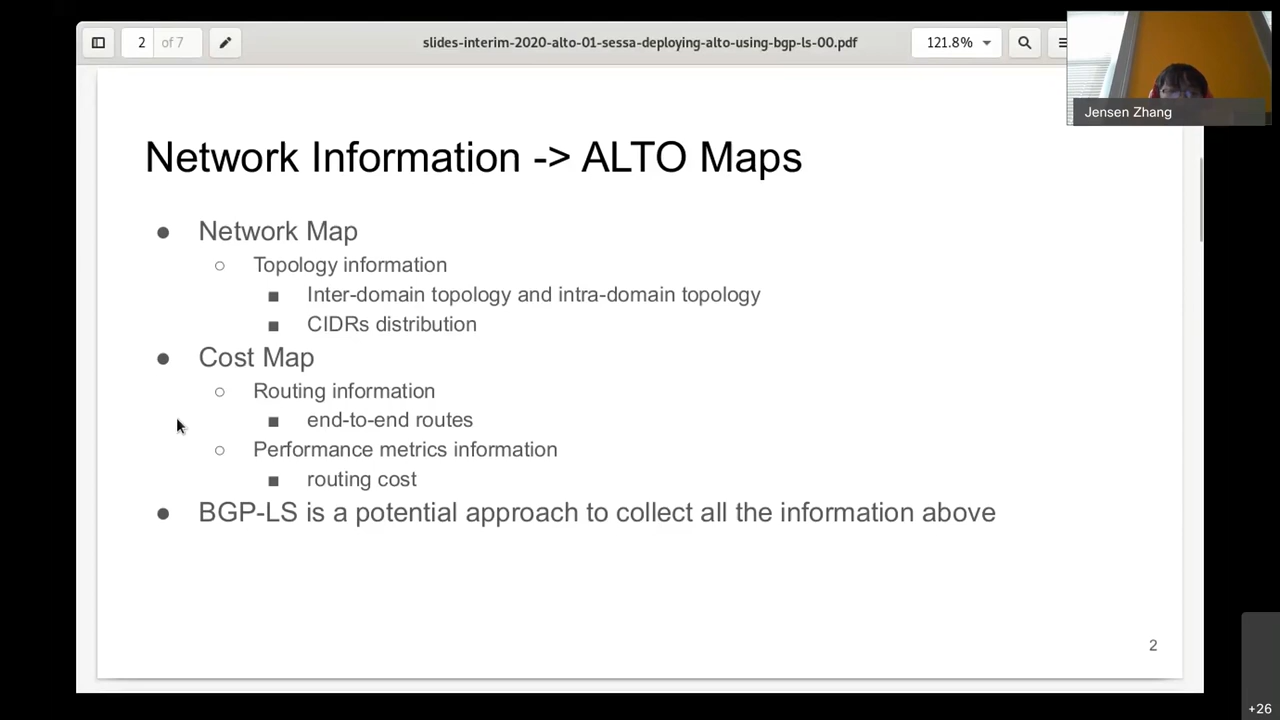 2 of 7
slides-interim-2020-alto-01-sessa-deploying-alto-using-bgp-ls-00.pdf
121.8%
Jensen Zhang
Network Information -> ALTO Maps
● Network Map
○ Topology information
■ Inter-domain topology and intra-domain topology
■ CIDRs distribution
● Cost Map
○ Routing information
■ end-to-end routes
○ Performance metrics information
■ routing cost
● BGP-LS is a potential approach to collect all the information above
2
+26